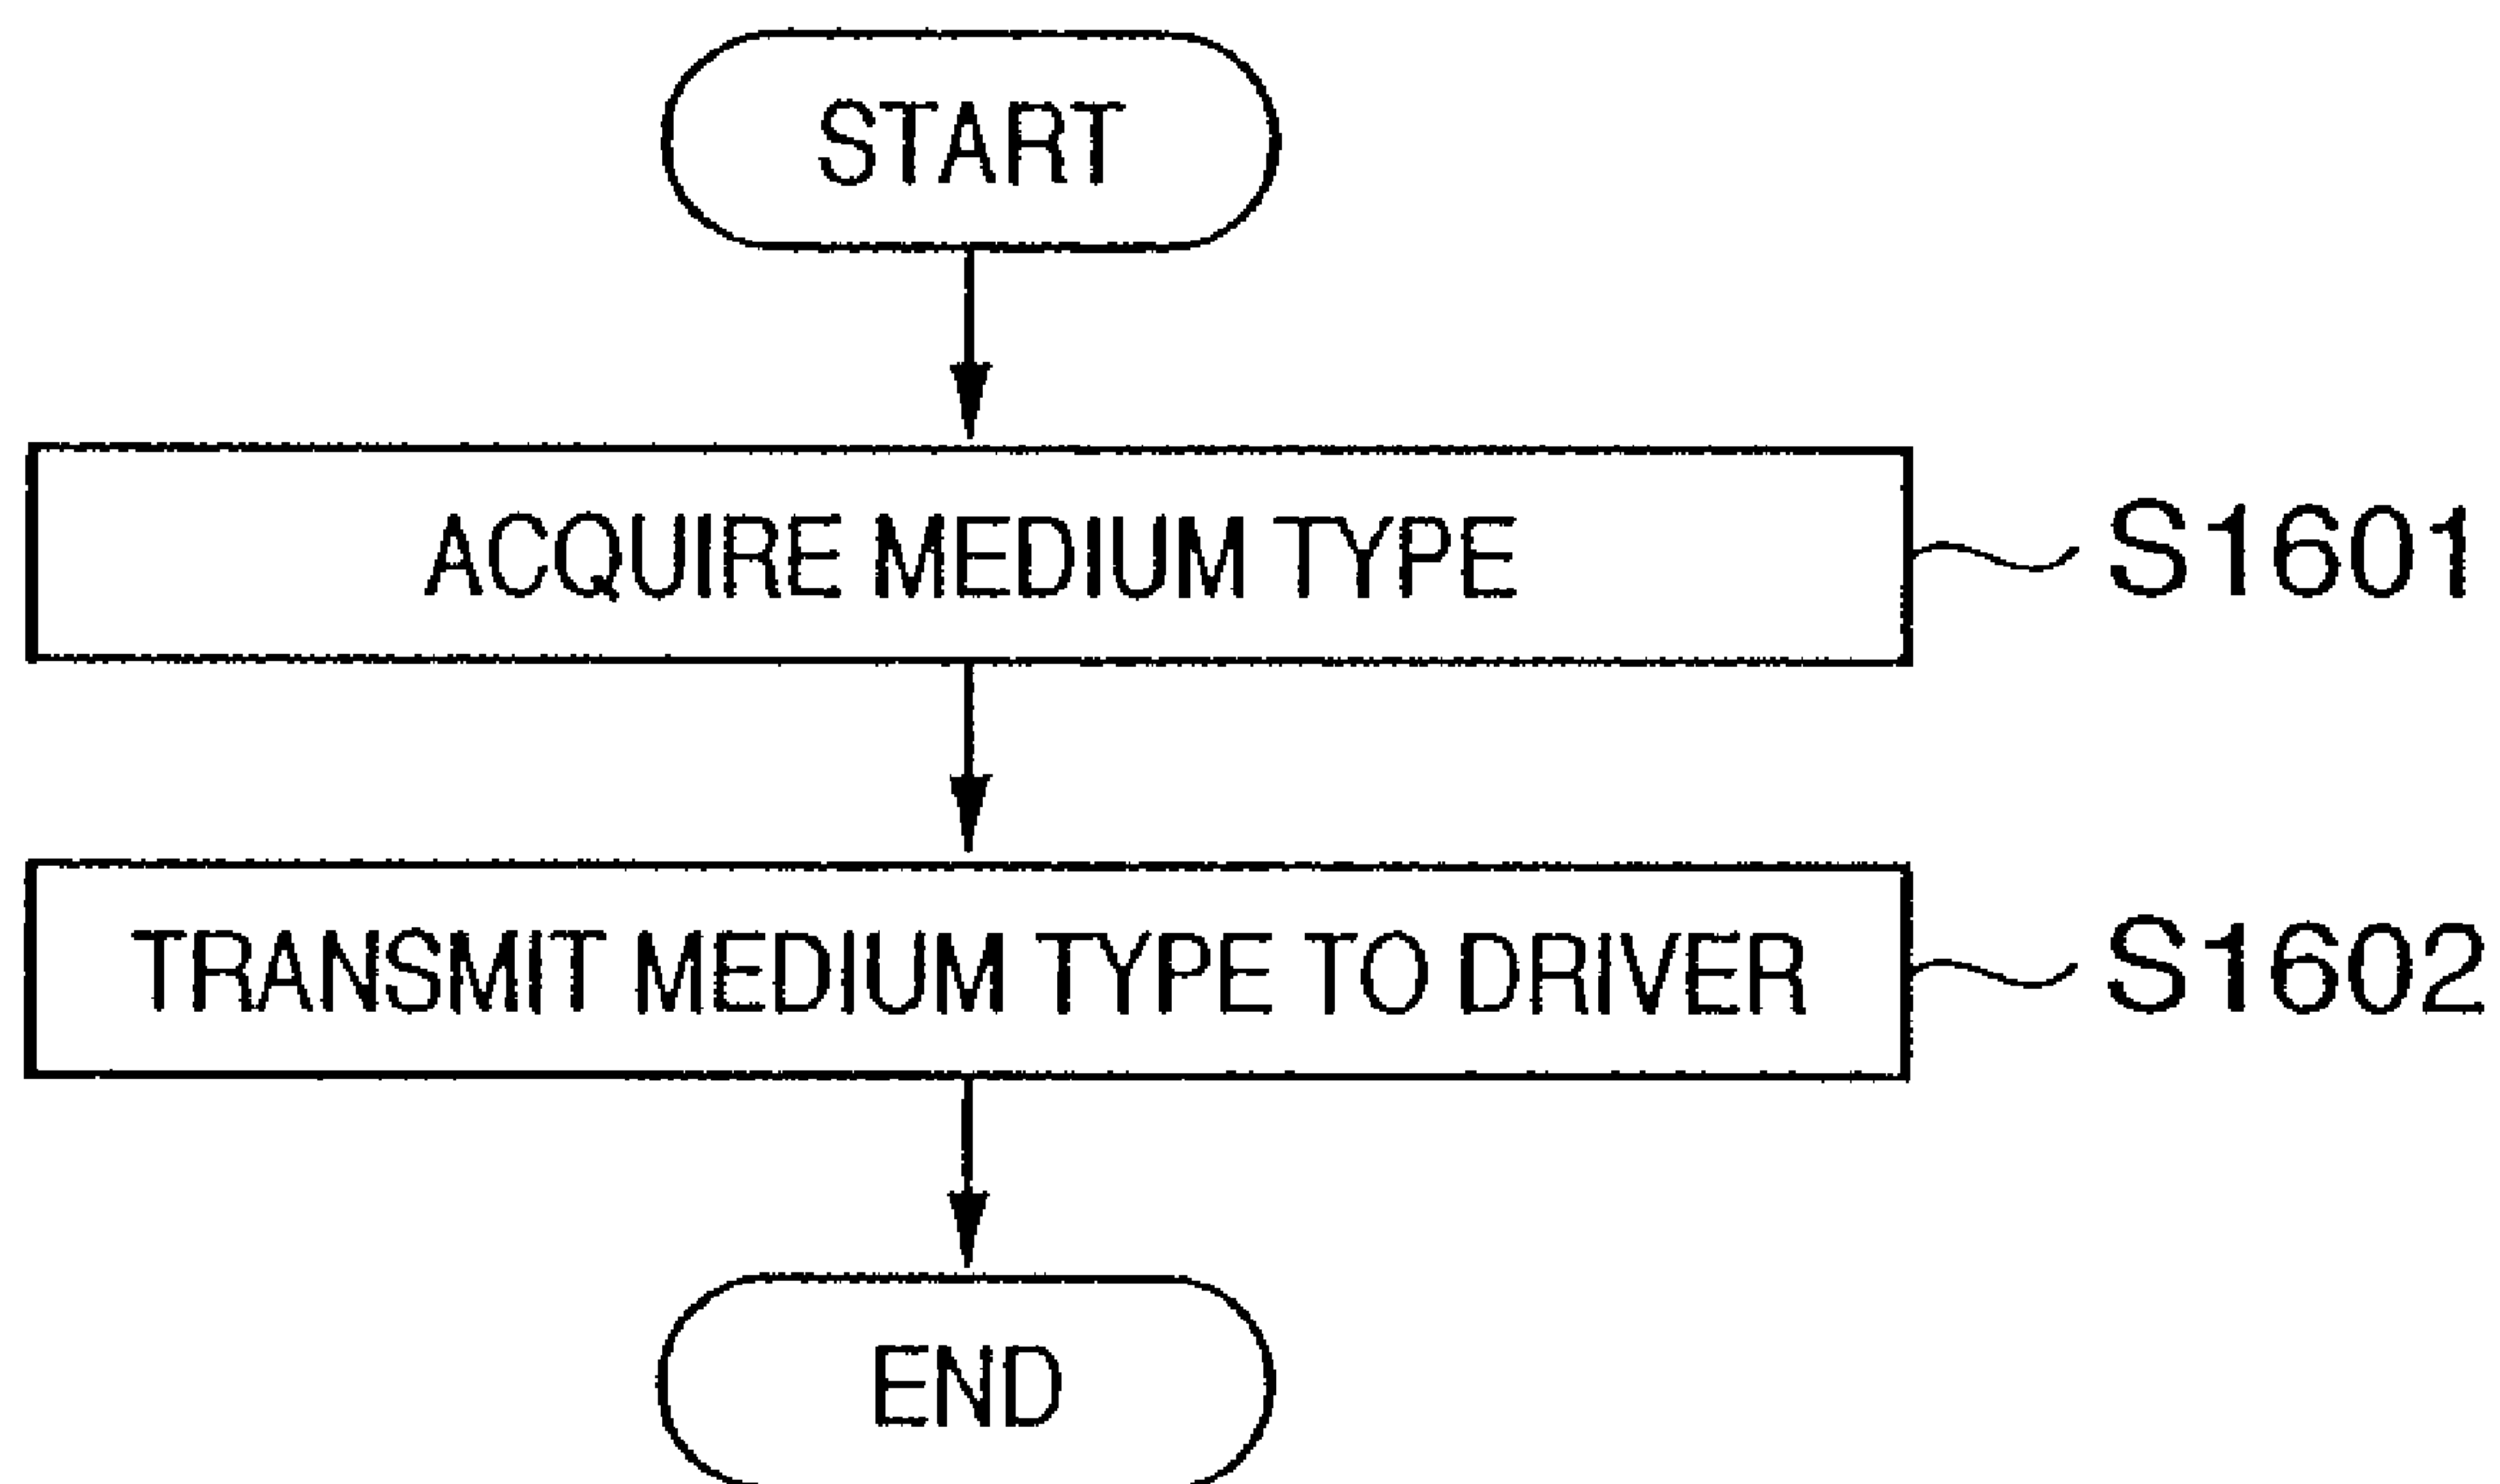 START
ACQUIRE MEDIUM TYPE
S1601
TRANSMIT MEDIUM TYPE TO DRIVER
S1602
END